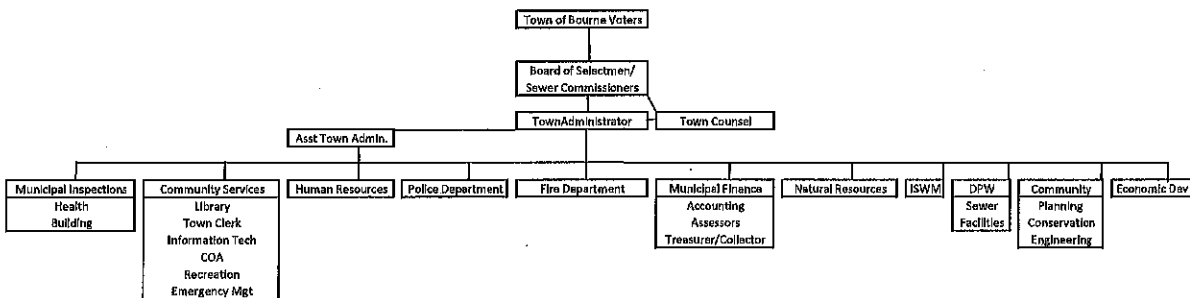 Town of Bourne Voters
Board of Selectmen/
Sewer Commissioners
TownAdministrator
Town Counsel
Asst Town Admin.
Municipal Inspections
Health
Building
Community Services
Library
Town Clerk
Information Tech
COA
Recreation
Emergency Mgt
Human Resources
Police Department
Fire Department
Municipal Finance
Accounting
Assessors
Treasurer/Collector
Natural Resources
ISWM
DPW
Sewer
Facilities
Community
Planning
Conservation
Engineering
Economic Dev